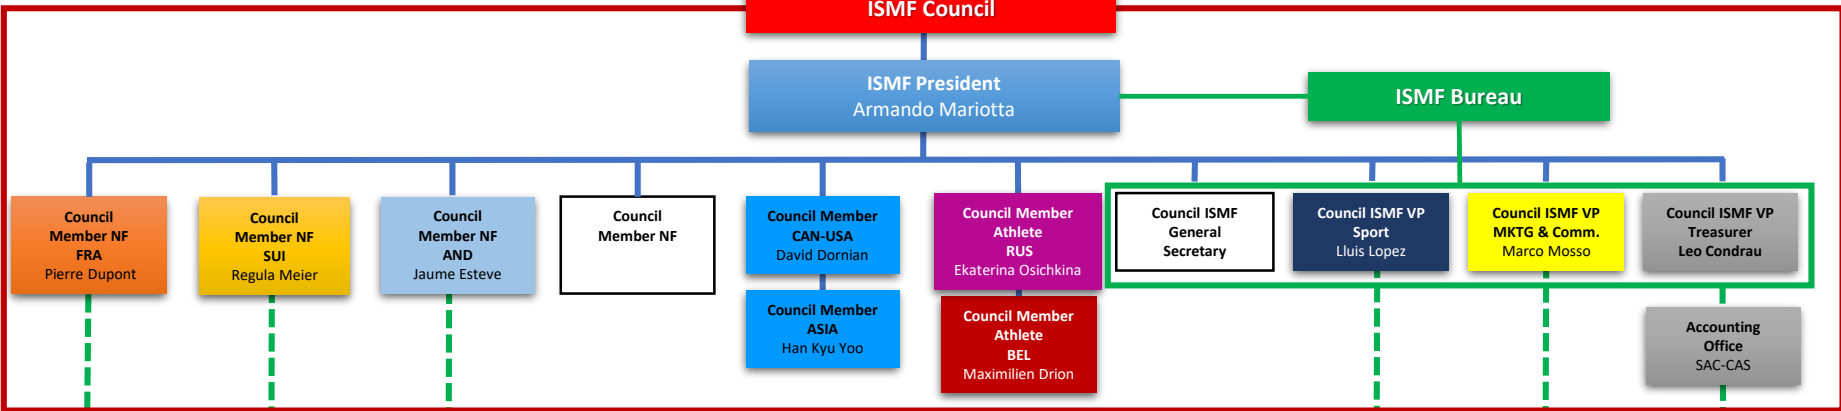 ISMF Council
ISMF President
Armando Mariotta
ISMF Bureau
Council
Member NF
FRA
Pierre Dupont
Council
Member NF
SUI
Regula Meier
Council
Member NF
AND
Jaume Esteve
Council
Member NF
Council Member
CAN-USA
David Dornian
Council Member
ASIA
Han Kyu Yoo
Council Member
Athlete
RUS
Ekaterina Osichkina
Council Member
Athlete
BEL
Maximilien Drion
Council ISMF
General
Secretary
Council ISMF VP
Sport
Lluis Lopez
Council ISMF VP
MKTG & Comm.
Marco Mosso
Council ISMF VP
Treasurer
Leo Condrau
Accounting
Office
SAC-CAS